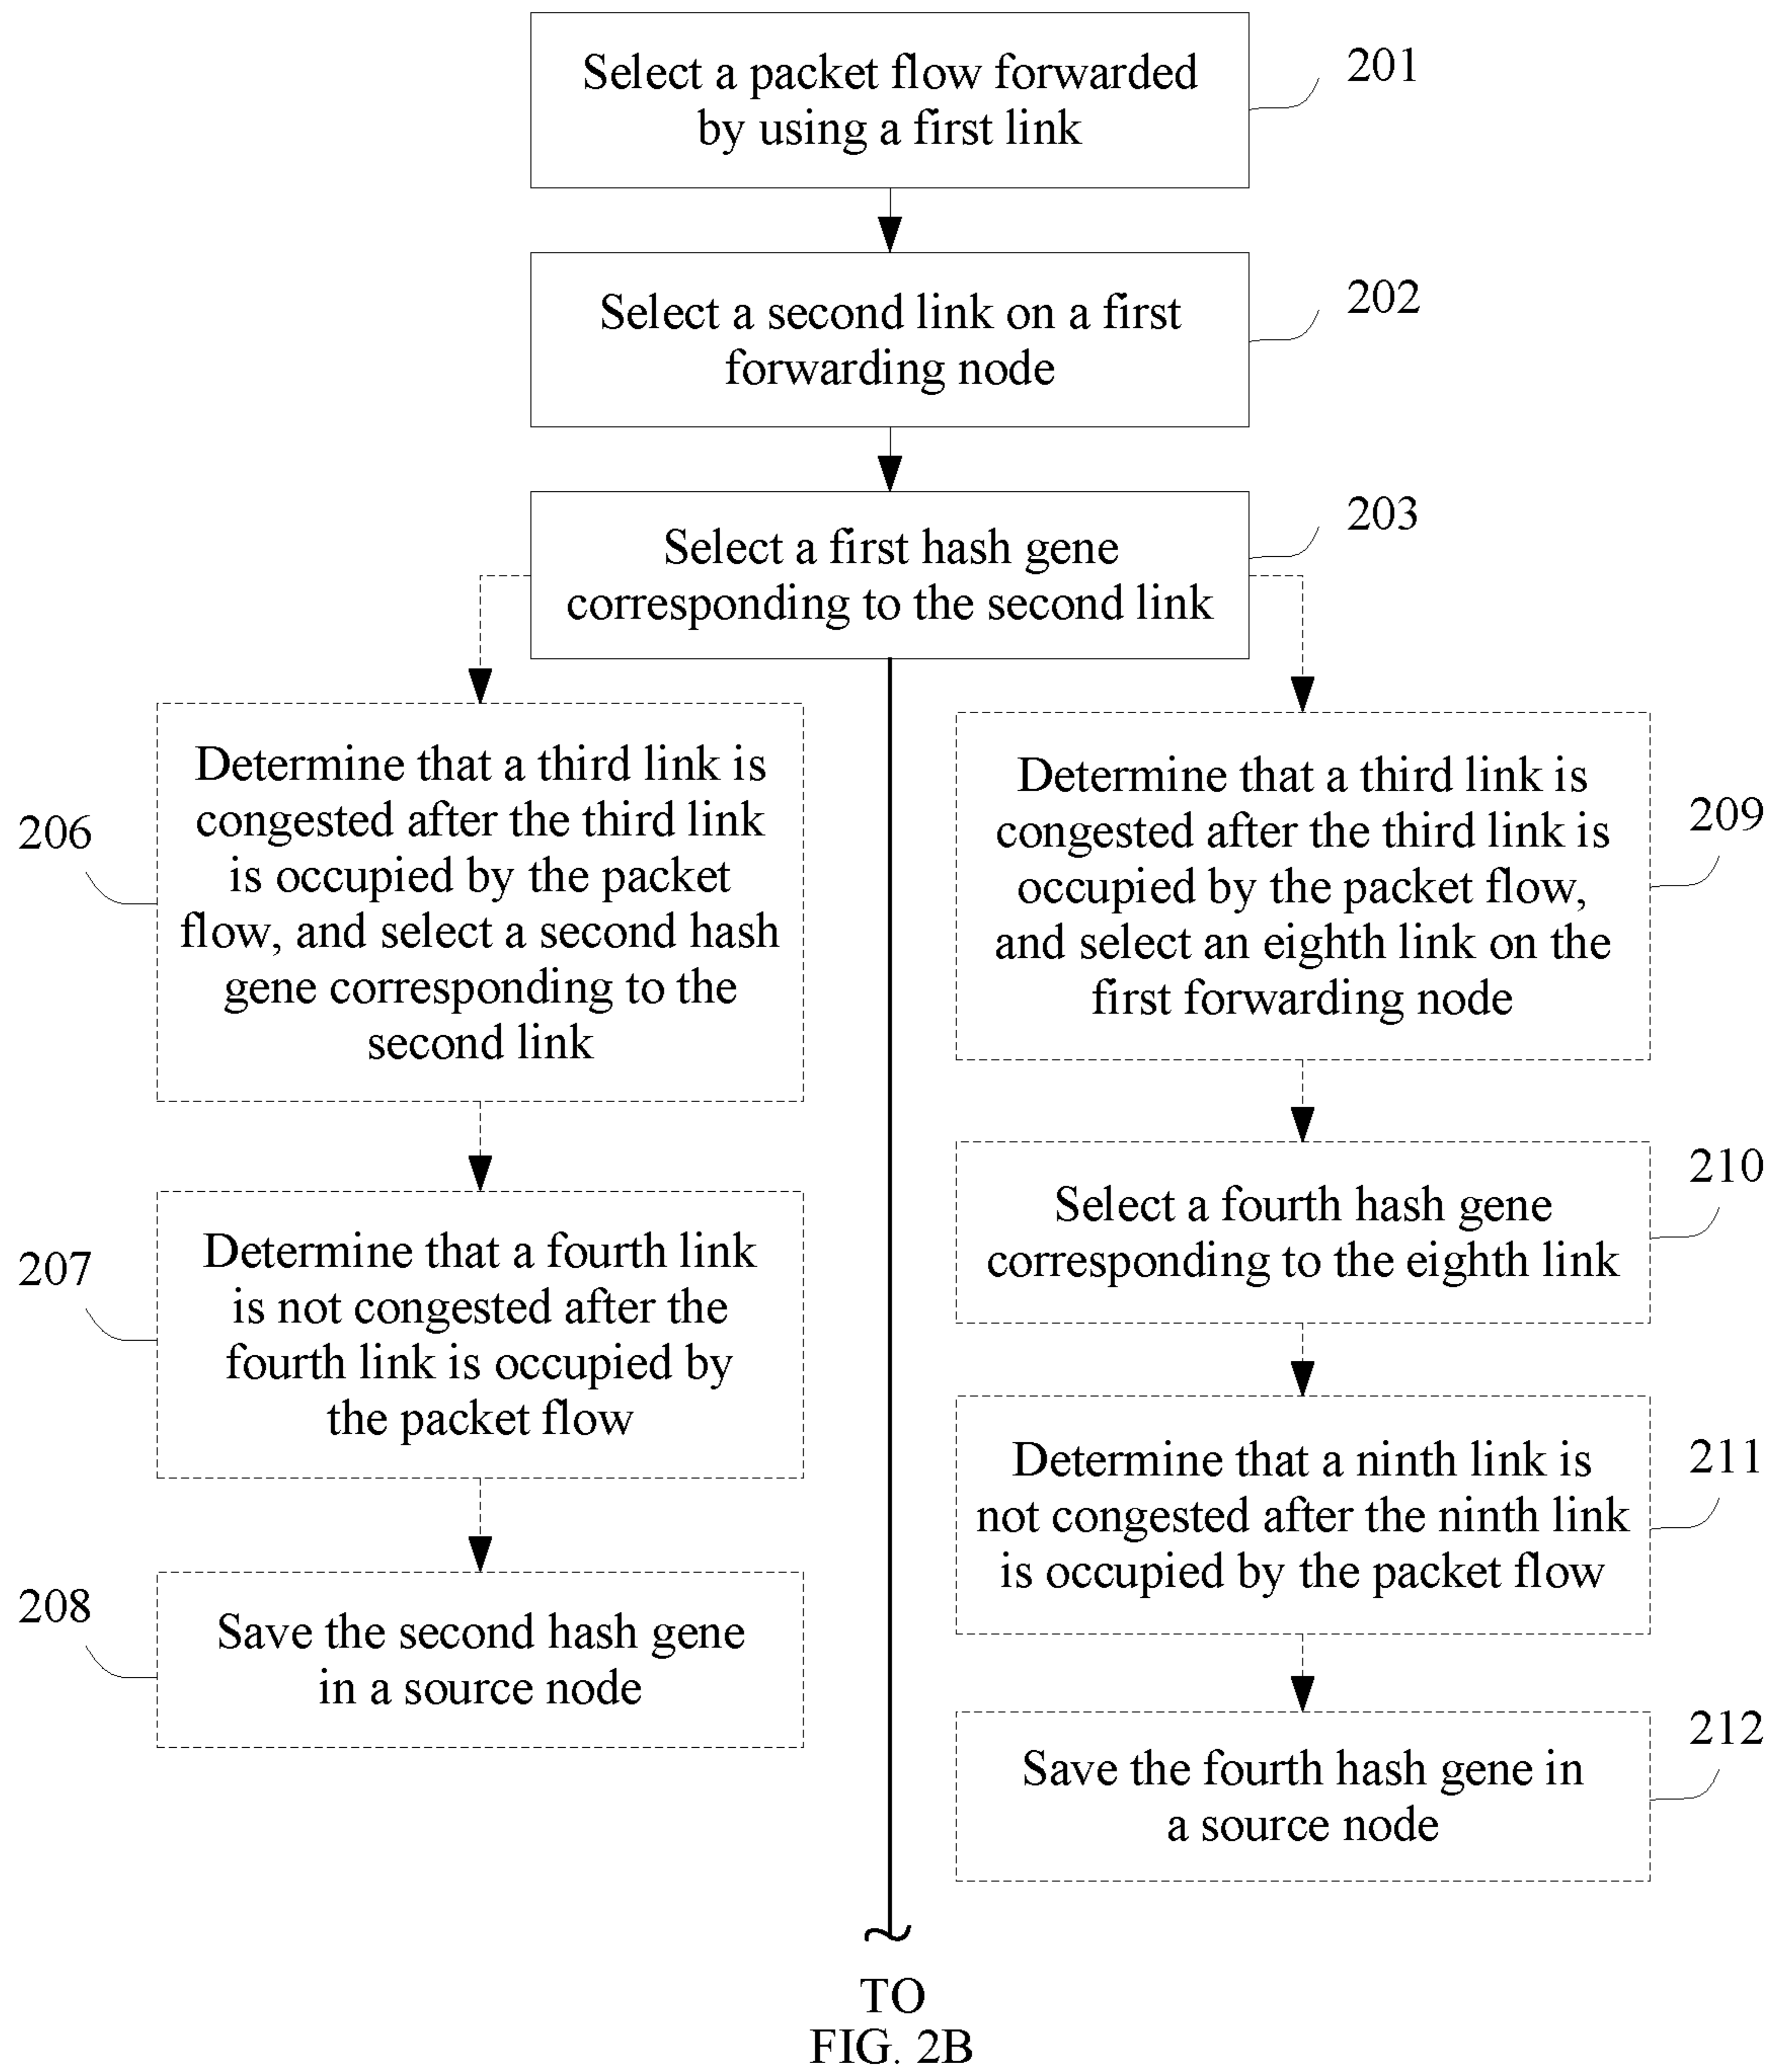 Select a packet flow forwarded
by using a first link
201
Select a second link on a first
forwarding node
202
Select a first hash gene
corresponding to the second link
203
Determine that a third link is
congested after the third link
is occupied by the packet
flow, and select a second hash
gene corresponding to the
second link
206
Determine that a fourth link
is not congested after the
fourth link is occupied by
the packet flow
207
Save the second hash gene
in a source node
208
Determine that a third link is
congested after the third link is
occupied by the packet flow,
and select an eighth link on the
first forwarding node
209
Select a fourth hash gene
corresponding to the eighth link
210
Determine that a ninth link is
not congested after the ninth link
is occupied by the packet flow
211
Save the fourth hash gene in
a source node
212
TO
FIG. 2B